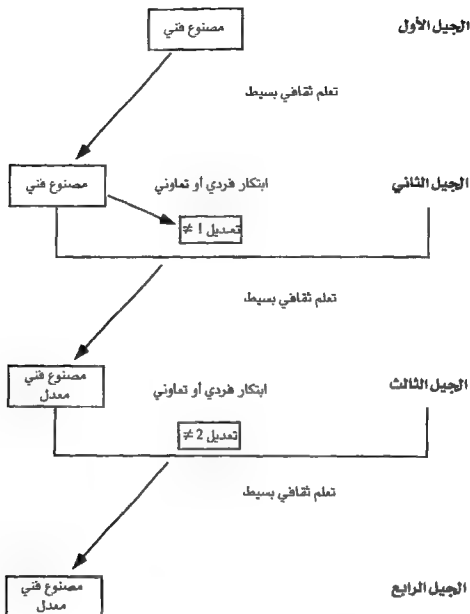 الجيل الأول
مصنوع فني
تعلم ثقافي بسيط
الجيل الثاني
ابتكار فردي أو تعاوني
مصنوع فني
تعديل 1 ≠
تعلم ثقافي بسيط
الجيل الثالث
ابتكار فردي أو تعاوني
مصنوع فني
معدل
تعديل 2 ≠
تعلم ثقافي بسيط
الجيل الرابع
مصنوع فني
معدل